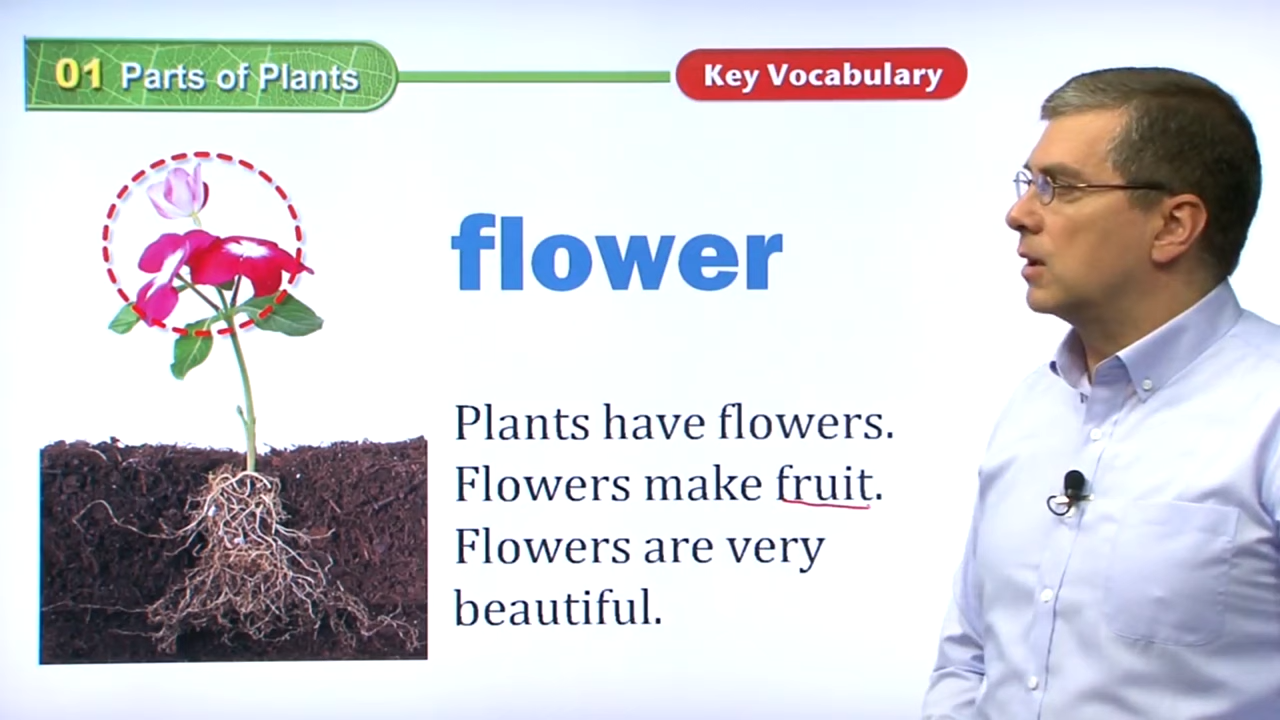 01 Parts of Plants
Key Vocabulary
flower
Plants have flowers.
Flowers make fruit.
Flowers are very
beautiful.